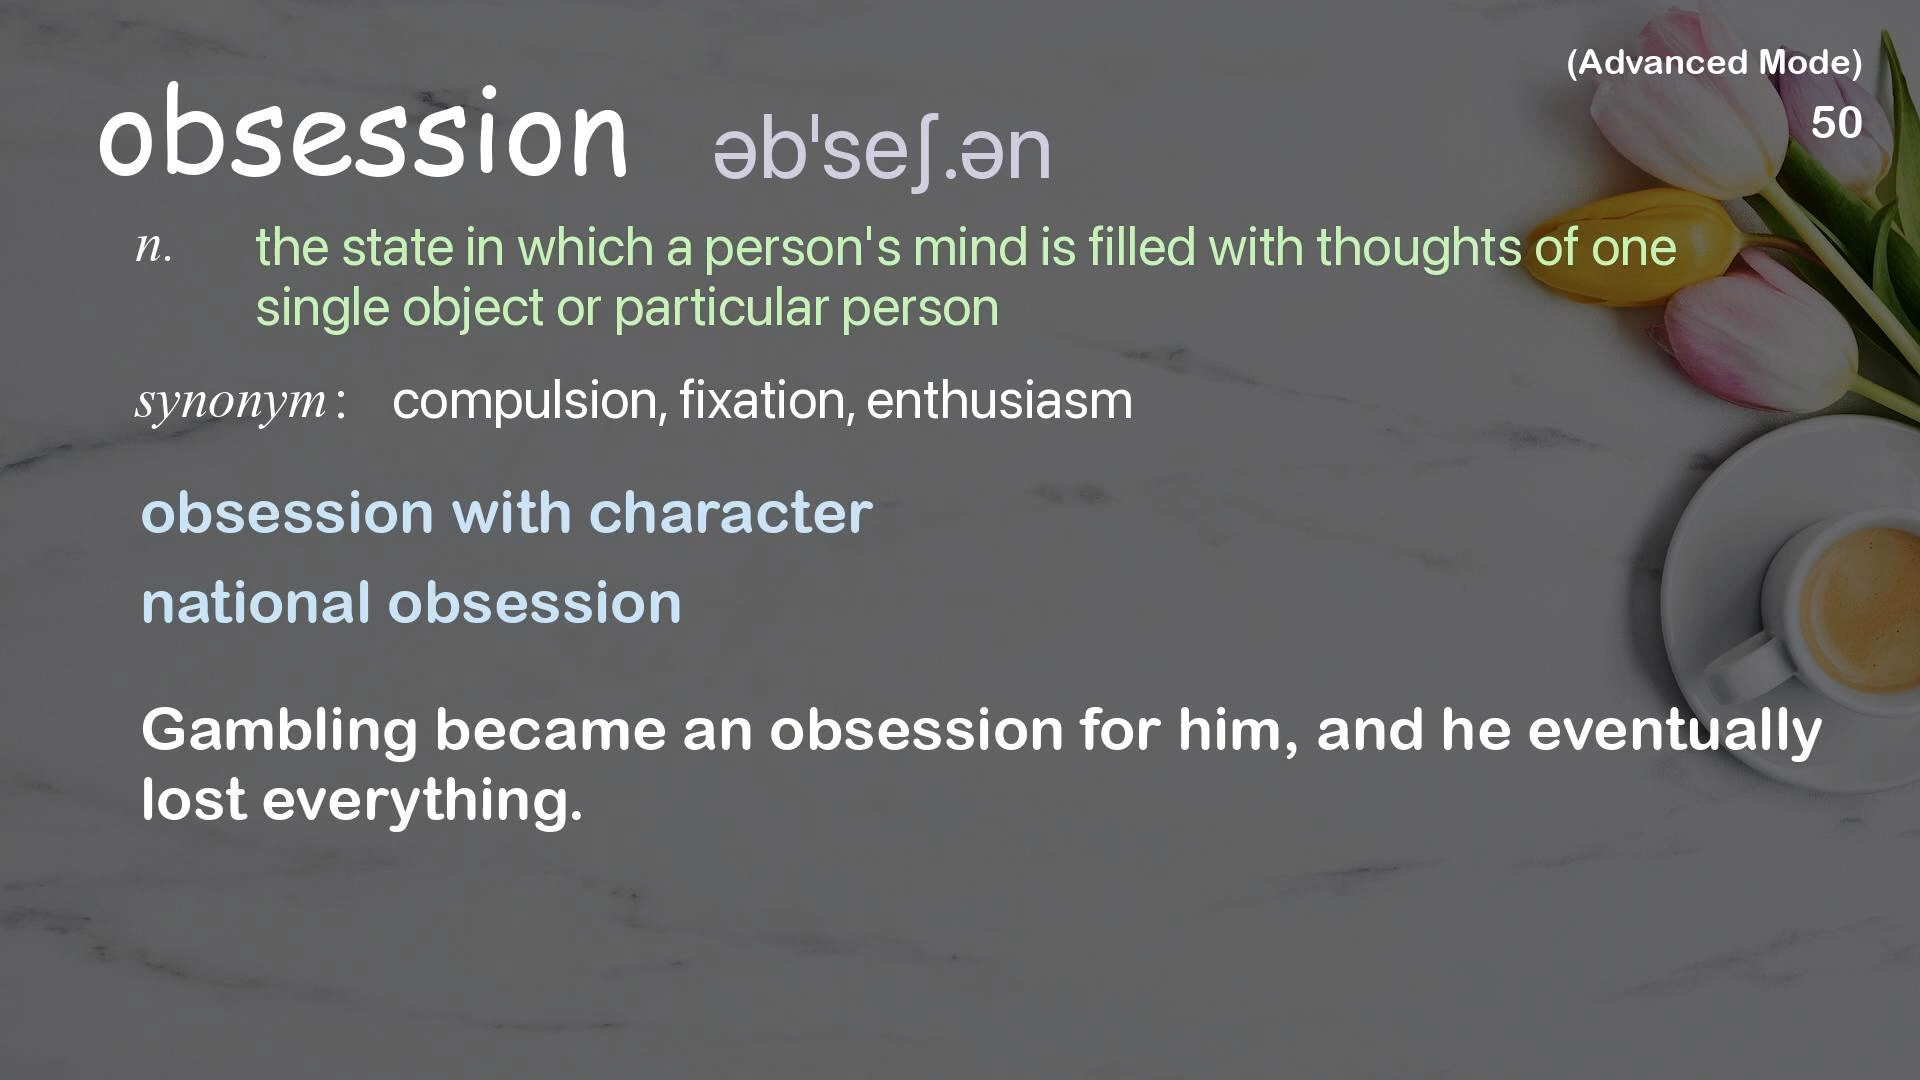 (Advanced Mode)
50
obsession əb'seʃ.ən
n. the state in which a person's mind is filled with thoughts of one
single object or particular person
synonym: compulsion, fixation, enthusiasm
obsession with character
national obsession
Gambling became an obsession for him, and he eventually
lost everything.